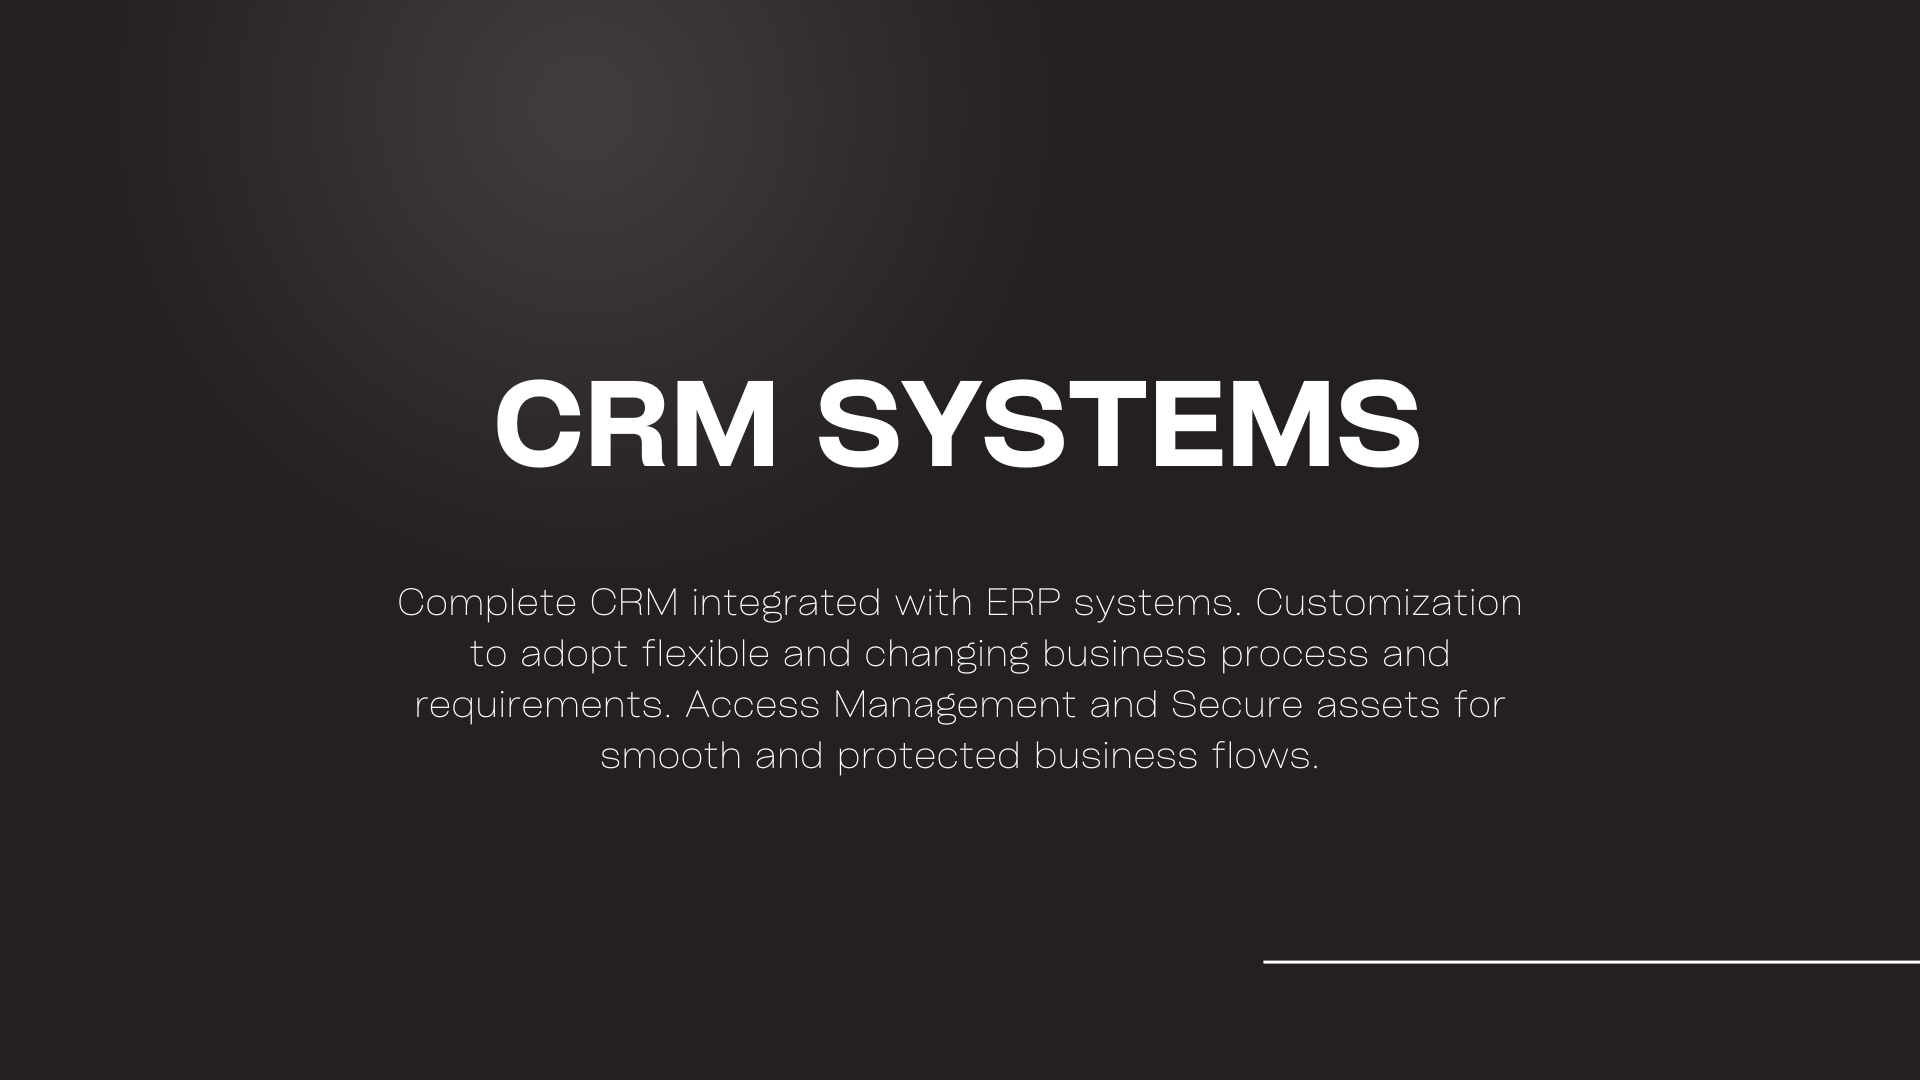 CRM SYSTEMS
Complete CRM integrated with ERP systems. Customization
to adopt flexible and changing business process and
requirements. Access Management and Secure assets for
smooth and protected business flows.